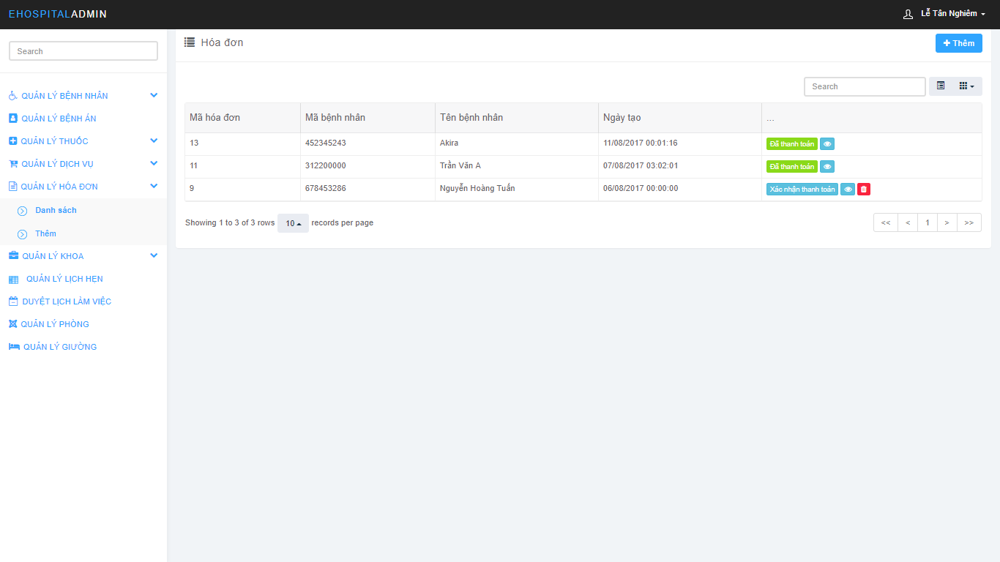 EHOSPITALADMIN
Lễ Tân Nghiêm
Search
QUẢN LÝ BỆNH NHÂN
QUẢN LÝ BỆNH ÁN
QUẢN LÝ THUỐC
QUẢN LÝ DỊCH VỤ
QUẢN LÝ HÓA ĐƠN
Danh sách
Thêm
QUẢN LÝ KHOA
QUẢN LÝ LỊCH HẸN
DUYỆT LỊCH LÀM VIỆC
QUẢN LÝ PHÒNG
QUẢN LÝ GIƯỜNG
Hóa đơn
Thêm
Search
Mã hóa đơn Mã bệnh nhân Tên bệnh nhân Ngày tạo ...
13 452345243 Akira 11/08/2017 00:01:16 Đã thanh toán
11 312200000 Trần Văn A 07/08/2017 03:02:01 Đã thanh toán
9 678453286 Nguyễn Hoàng Tuấn 06/08/2017 00:00:00 Xác nhận thanh toán
Showing 1 to 3 of 3 rows 10 records per page << < 1 > >>